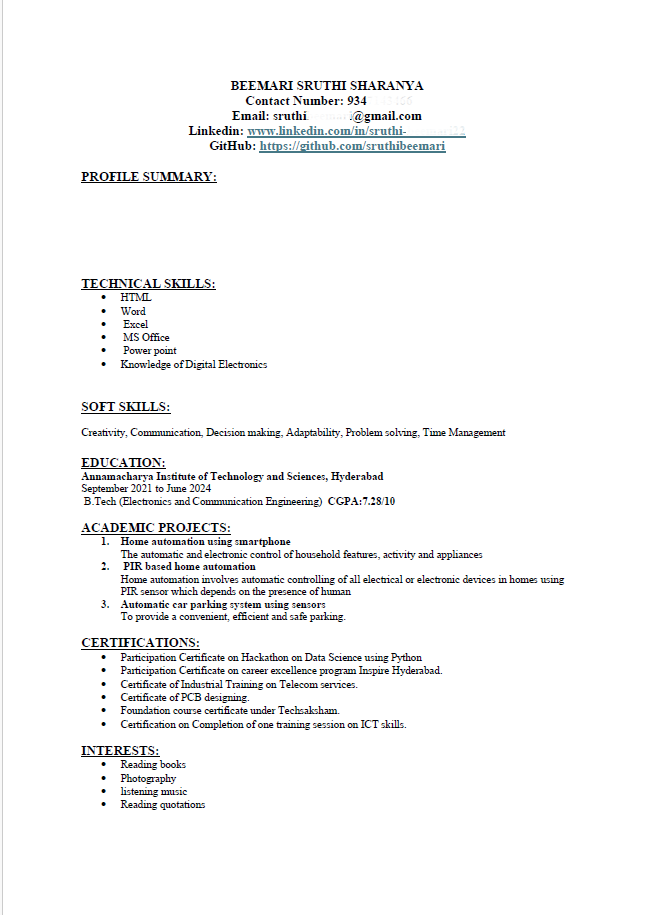 BEEMARI SRUTHI SHARANYA
Contact Number: 934
Email: sruthi @gmail.com
Linkedin: www.linkedin.com/in/sruthi-
GitHub: https://github.com/sruthibeemari
PROFILE SUMMARY:
TECHNICAL SKILLS:
• HTML
• Word
• Excel
• MS Office
• Power point
• Knowledge of Digital Electronics
SOFT SKILLS:
Creativity, Communication, Decision making, Adaptability, Problem solving, Time Management
EDUCATION:
Annamacharya Institute of Technology and Sciences, Hyderabad
September 2021 to June 2024
B.Tech (Electronics and Communication Engineering) CGPA:7.28/10
ACADEMIC PROJECTS:
1. Home automation using smartphone
The automatic and electronic control of household features, activity and appliances
2. PIR based home automation
Home automation involves automatic controlling of all electrical or electronic devices in homes using
PIR sensor which depends on the presence of human
3. Automatic car parking system using sensors
To provide a convenient, efficient and safe parking.
CERTIFICATIONS:
• Participation Certificate on Hackathon on Data Science using Python
• Participation Certificate on career excellence program Inspire Hyderabad.
• Certificate of Industrial Training on Telecom services.
• Certificate of PCB designing.
• Foundation course certificate under Techsaksham.
• Certification on Completion of one training session on ICT skills.
INTERESTS:
• Reading books
• Photography
• listening music
• Reading quotations